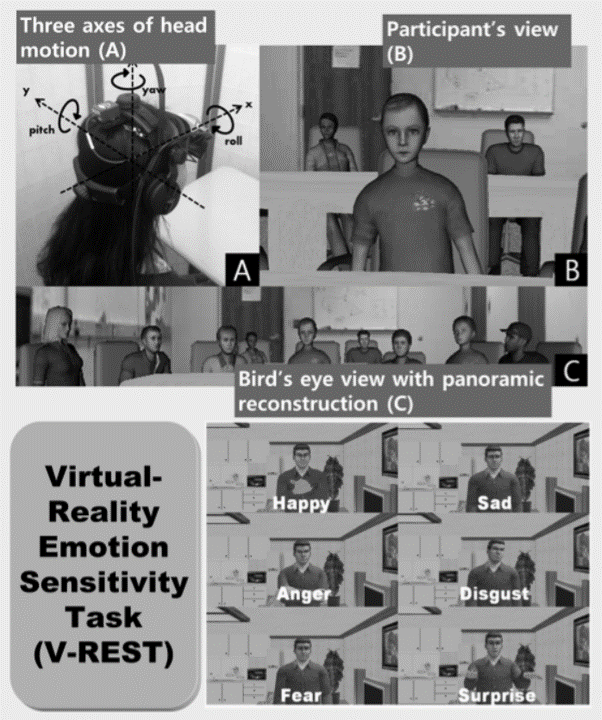 Three axes of head
motion (A)
Participant's view
(B)
yaw
y
x
pitch
roll
A
B
C
Bird's eye view with panoramic
reconstruction (C)
Virtual-
Reality
Emotion
Sensitivity
Task
(V-REST)
Happy
Sad
Anger
Disgust
Fear
Surprise